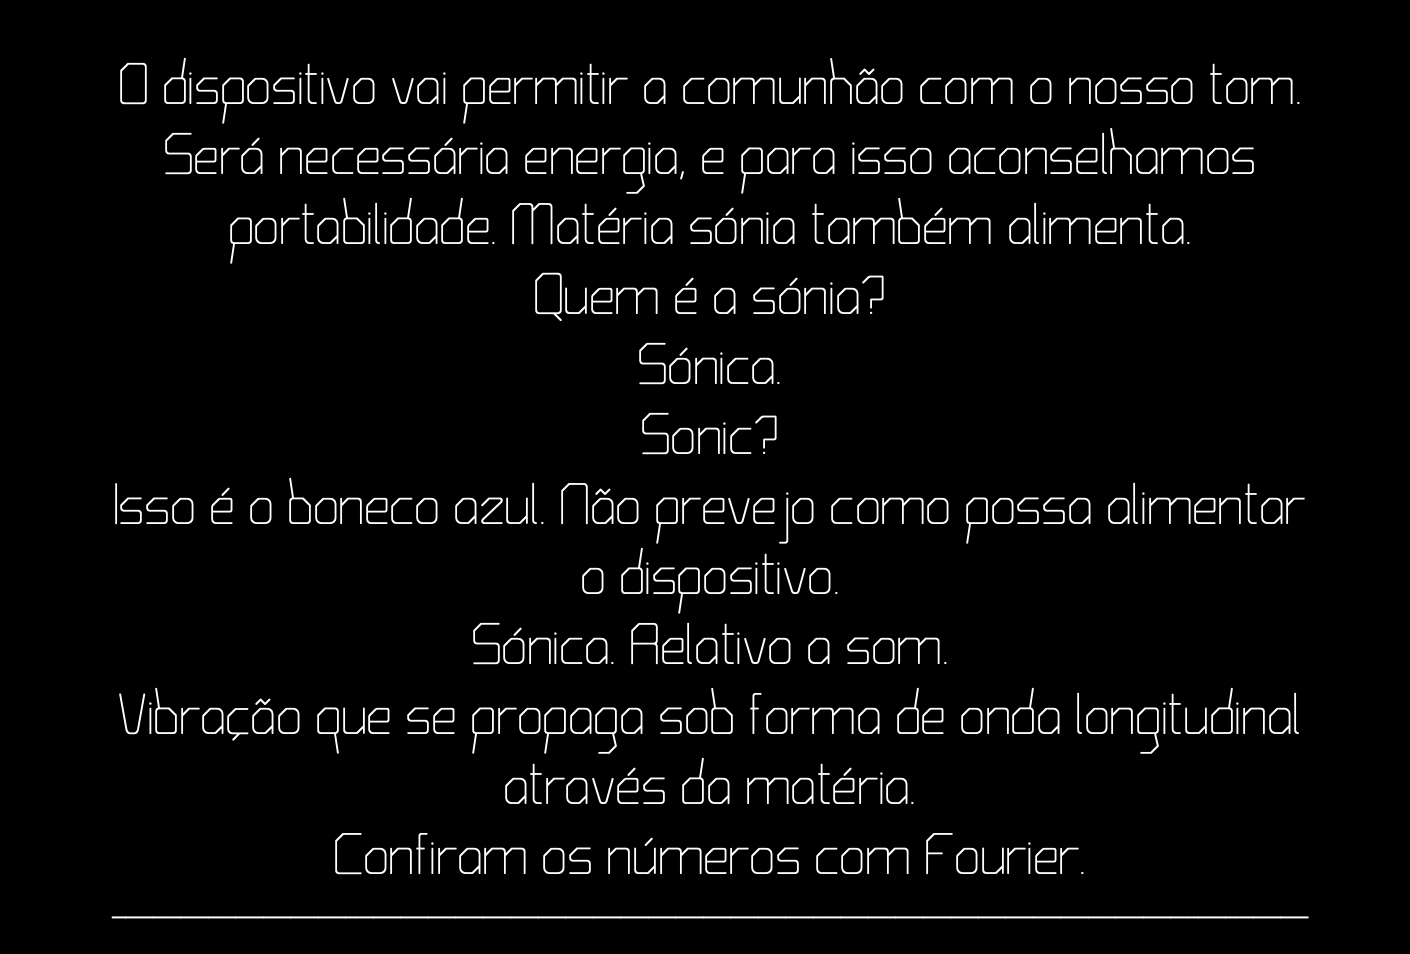 O dispositivo vai permitir a comunhão com o nosso tom.
Será necessária energia, e para isso aconselhamos
portabilidade. Matéria sónia também alimenta.
Quem é a sónia?
Sónica.
Sonic?
Isso é o boneco azul. Não prevejo como possa alimentar
o dispositivo.
Sónica. Relativo a som.
Vibração que se propaga sob forma de onda longitudinal
através da matéria.
Confiram os números com Fourier.